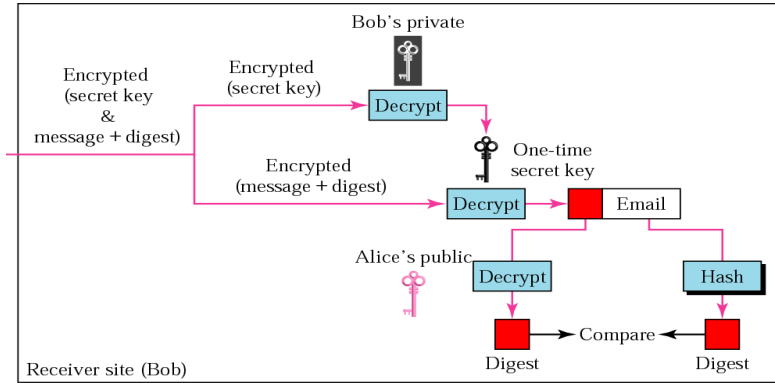 Bob's private
Encrypted
(secret key
&
message + digest)
Encrypted
(secret key)
Decrypt
One-time
secret key
Encrypted
(message + digest)
Decrypt
Email
Alice's public
Decrypt
Hash
Compare
Digest
Digest
Receiver site (Bob)